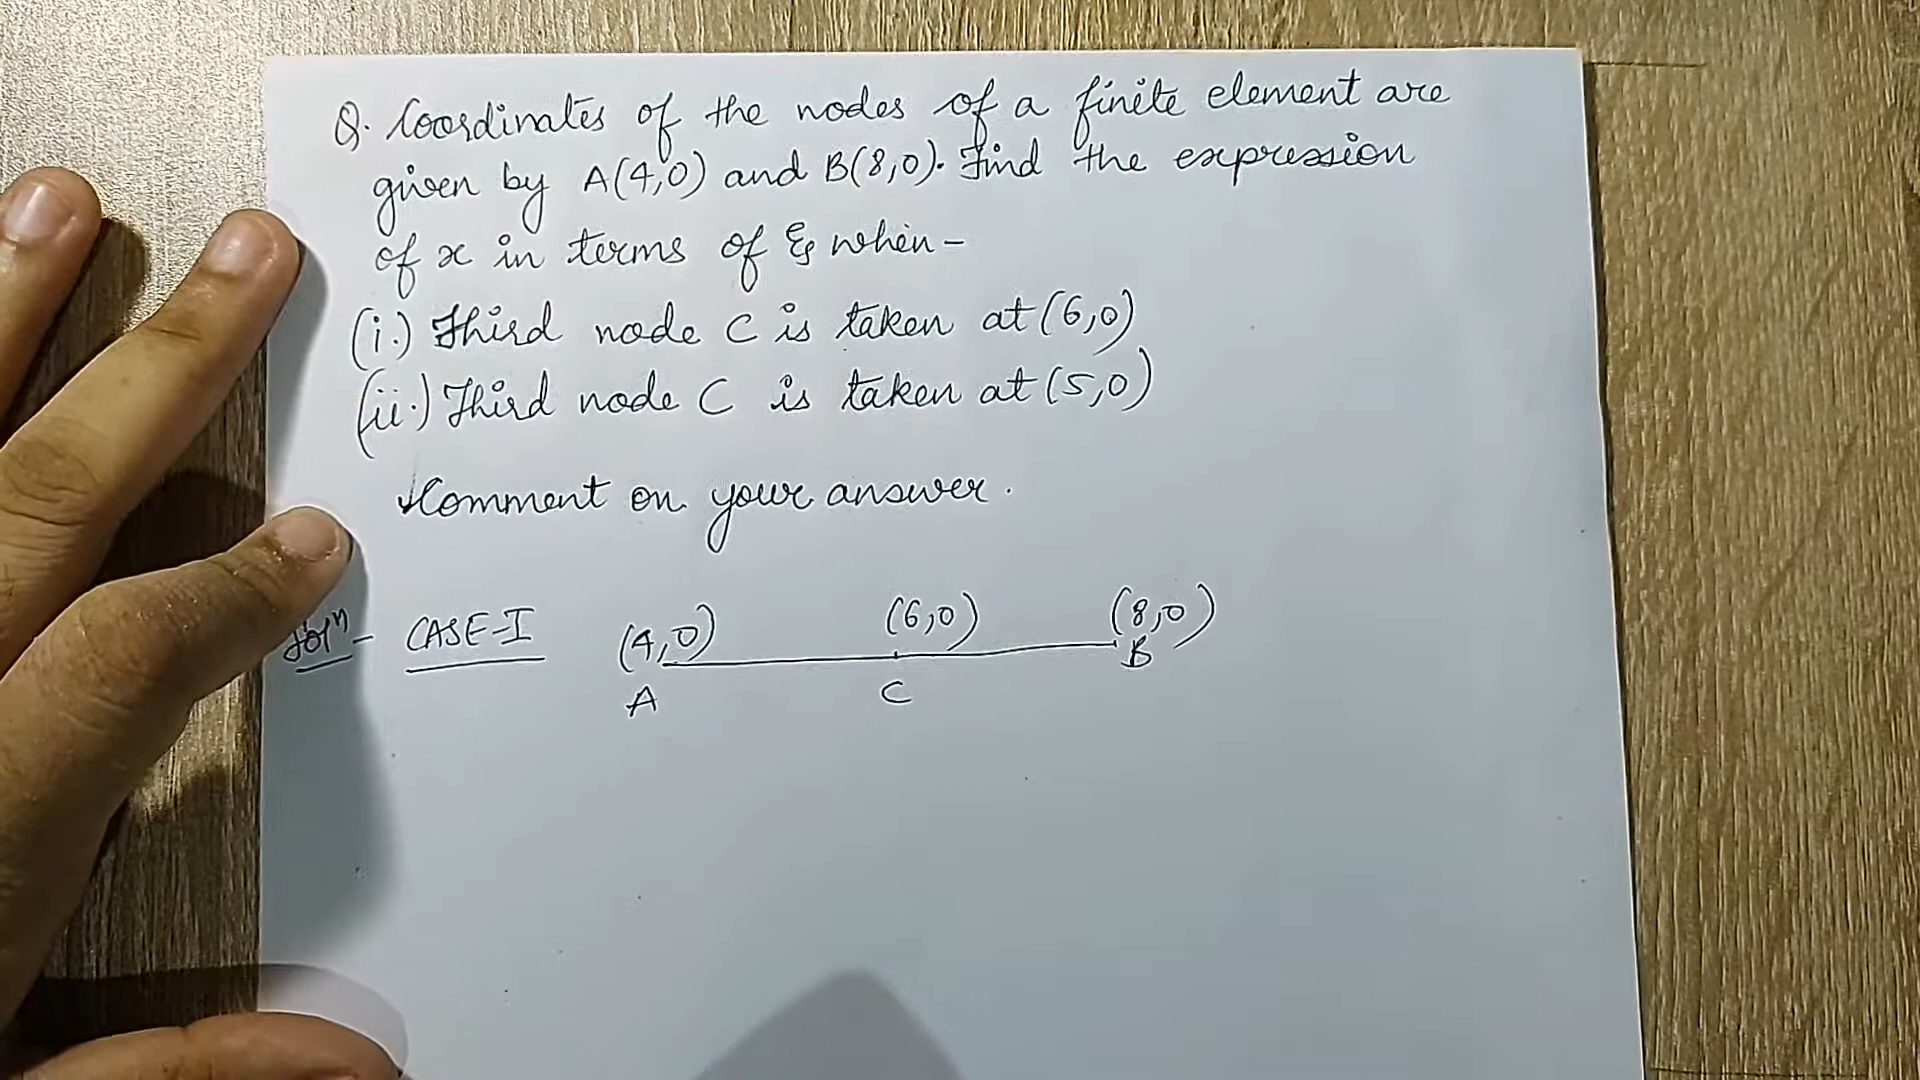 Q. Coordinates of the nodes of a finite element are
given by A(4,0) and B(8,0). Find the expression
of x in terms of ξ when-
(i.) Third node C is taken at (6,0)
(ii.) Third node C is taken at (5,0)
Comment on your answer.
Solⁿ- CASE-I (4,0) (6,0) (8,0)
A C B